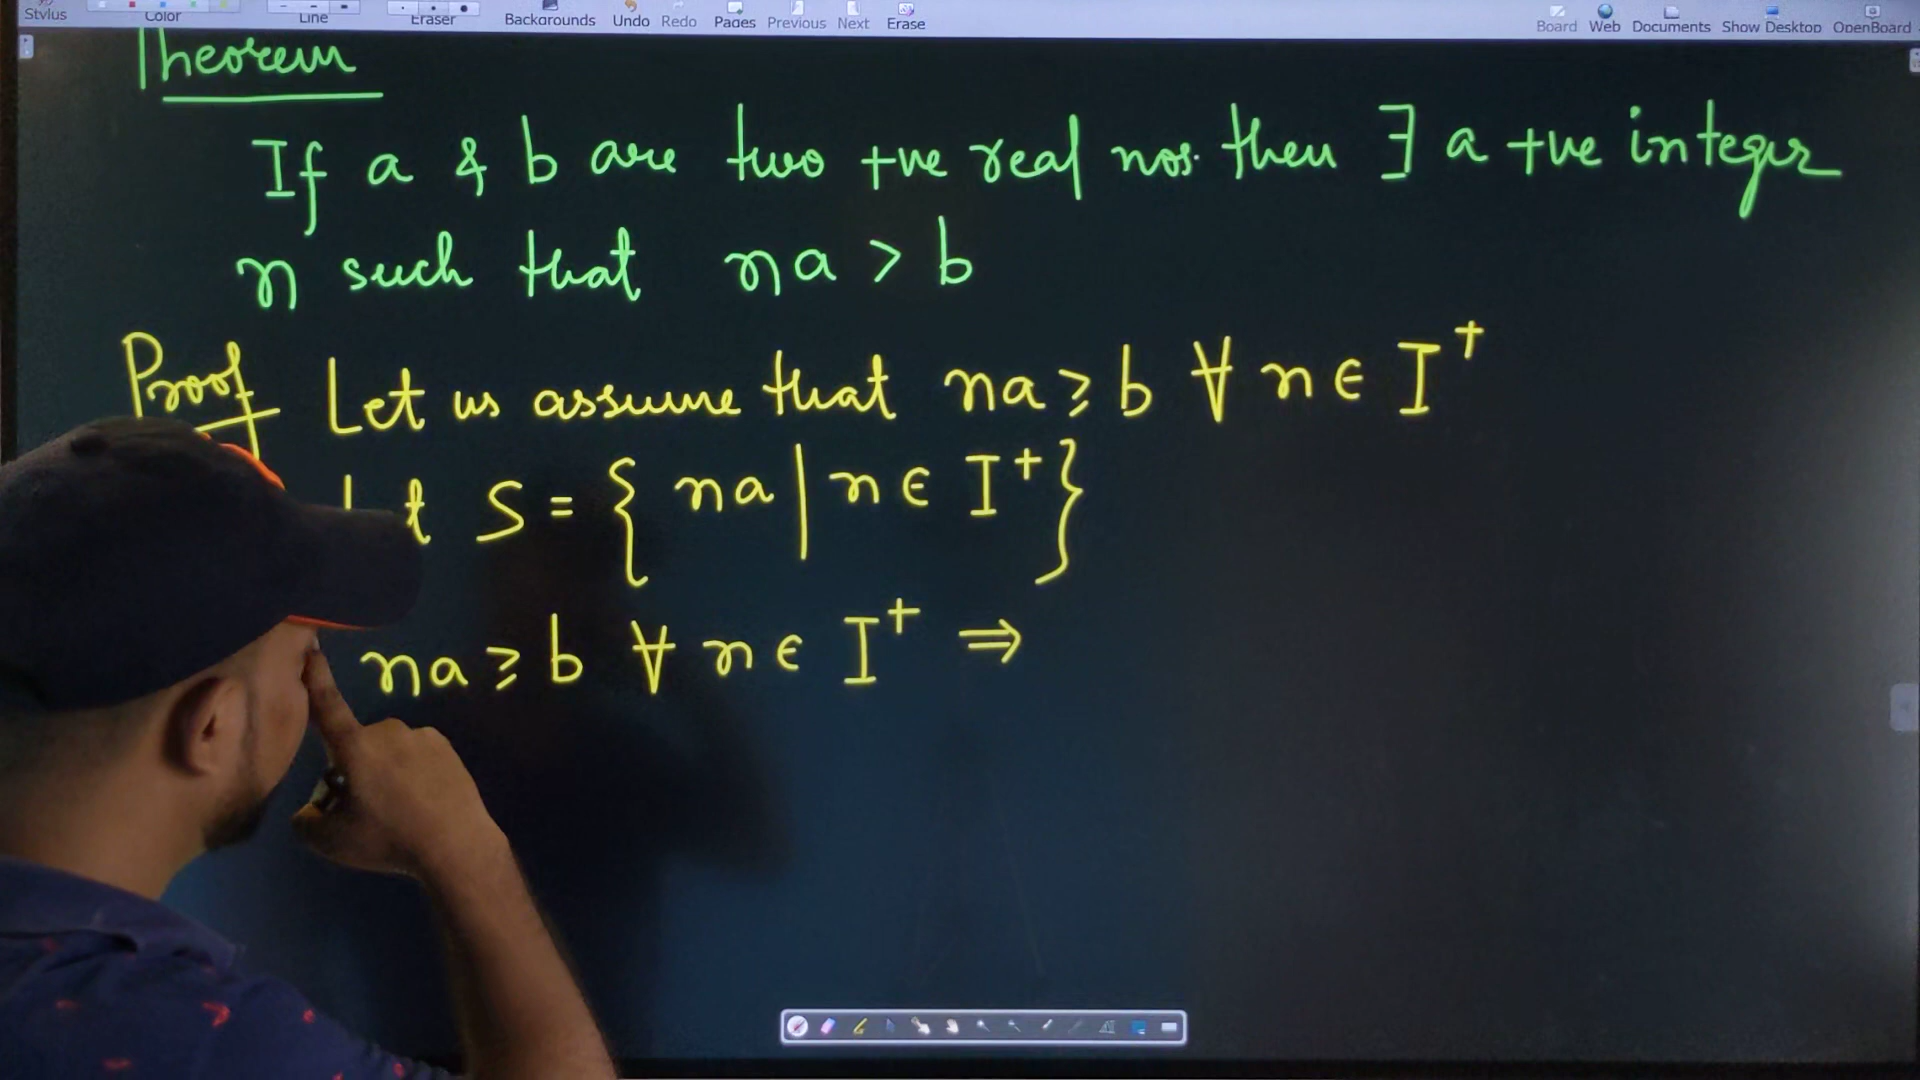 Stylus Color Line Eraser Backgrounds Undo Redo Pages Previous Next Erase Board Web Documents Show Desktop OpenBoard
Theorem
If a & b are two +ve real nos. then ∃ a +ve integer
n such that na > b
Proof Let us assume that na ≥ b ∀ n ∈ I⁺
S = { na | n ∈ I⁺ }
na ≥ b ∀ n ∈ I⁺ ⇒